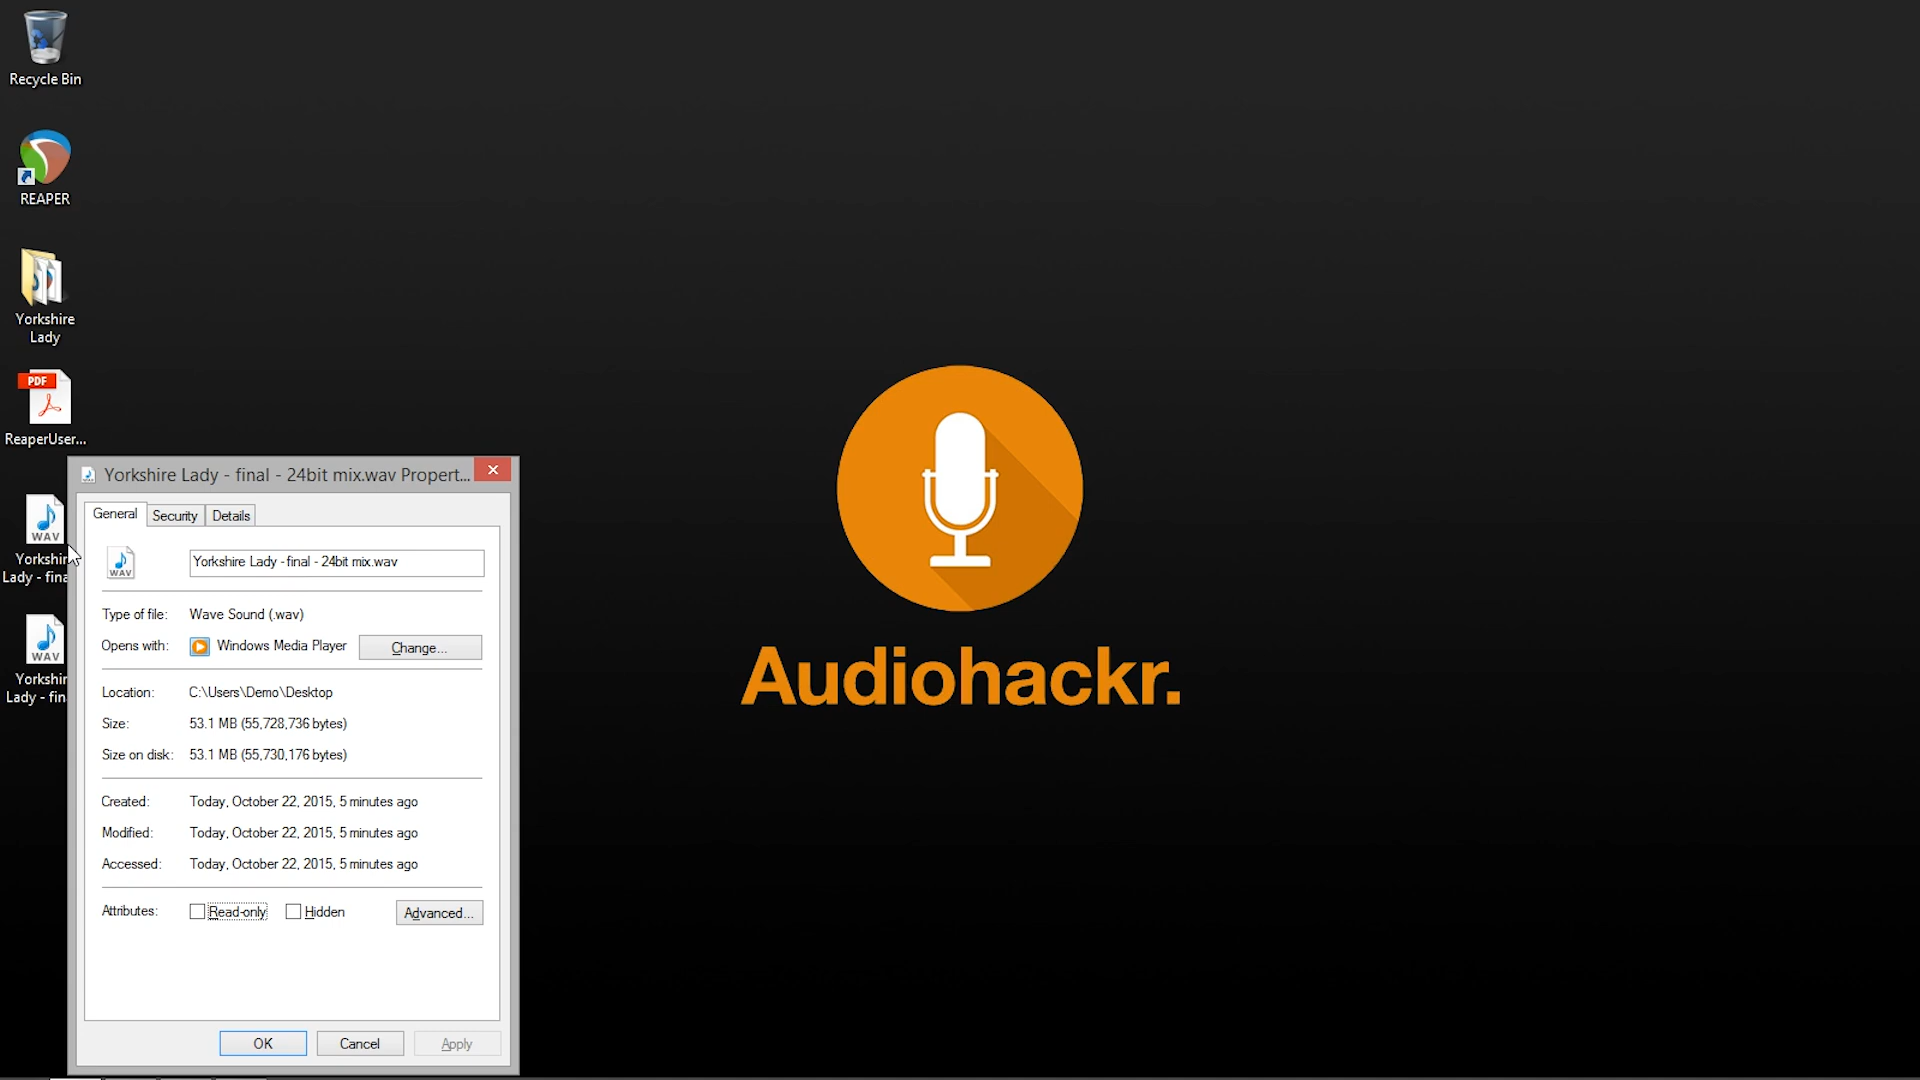 Recycle Bin
REAPER
Yorkshire
Lady
PDF
ReaperUser...
WAV
Lady - fina
WAV
Lady - fin
Yorkshire Lady - final - 24bit mix.wav Propert...
General
Security
Details
WAV
Yorkshire Lady - final - 24bit mix.wav
Type of file: Wave Sound (.wav)
Opens with: Windows Media Player Change...
Location: C:\Users\Demo\Desktop
Size: 53.1 MB (55,728,736 bytes)
Size on disk: 53.1 MB (55,730,176 bytes)
Created: Today, October 22, 2015, 5 minutes ago
Modified: Today, October 22, 2015, 5 minutes ago
Accessed: Today, October 22, 2015, 5 minutes ago
Attributes: Read-only Hidden Advanced...
OK Cancel Apply
Audiohackr.